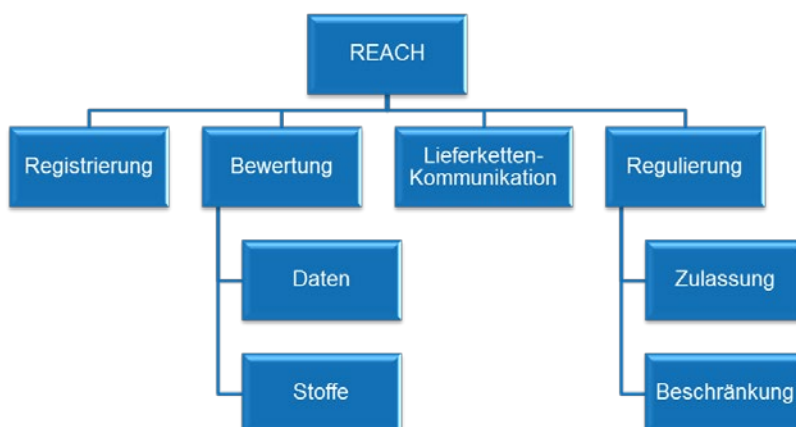 REACH
Registrierung
Bewertung
Lieferketten-
Kommunikation
Regulierung
Daten
Zulassung
Stoffe
Beschränkung